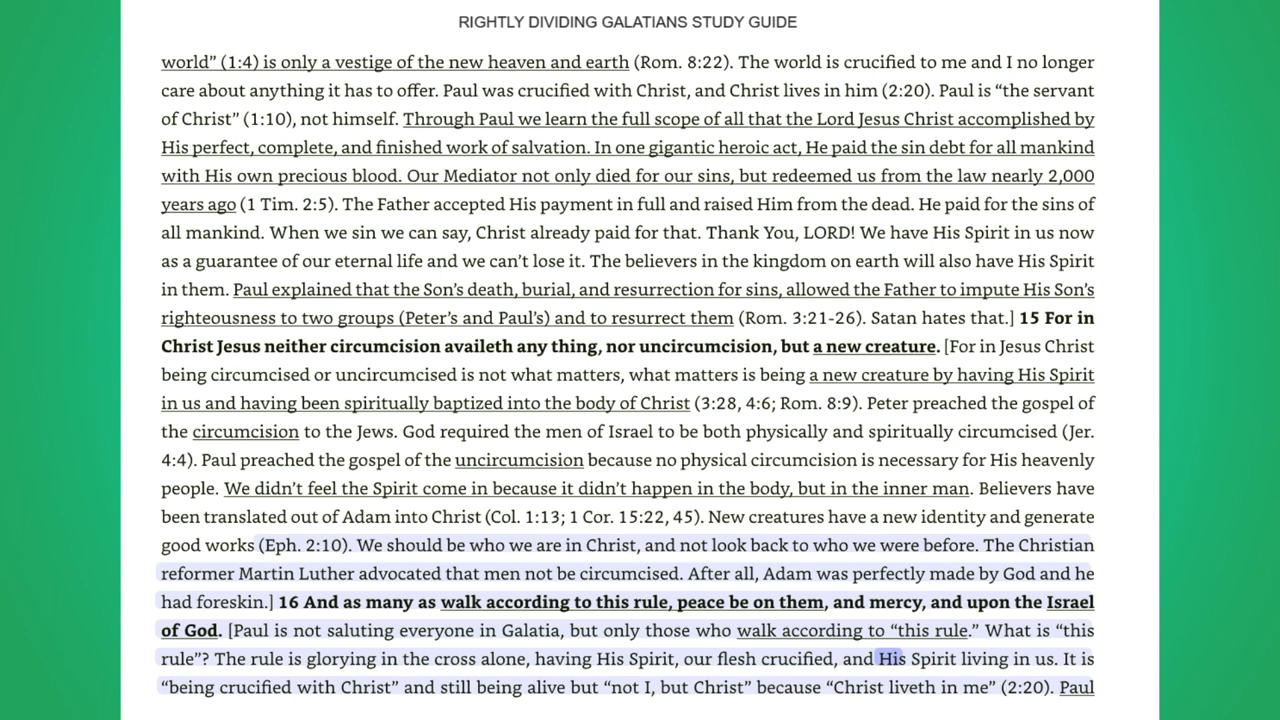 RIGHTLY DIVIDING GALATIANS STUDY GUIDE
world” (1:4) is only a vestige of the new heaven and earth (Rom. 8:22). The world is crucified to me and I no longer
care about anything it has to offer. Paul was crucified with Christ, and Christ lives in him (2:20). Paul is “the servant
of Christ” (1:10), not himself. Through Paul we learn the full scope of all that the Lord Jesus Christ accomplished by
His perfect, complete, and finished work of salvation. In one gigantic heroic act, He paid the sin debt for all mankind
with His own precious blood. Our Mediator not only died for our sins, but redeemed us from the law nearly 2,000
years ago (1 Tim. 2:5). The Father accepted His payment in full and raised Him from the dead. He paid for the sins of
all mankind. When we sin we can say, Christ already paid for that. Thank You, LORD! We have His Spirit in us now
as a guarantee of our eternal life and we can’t lose it. The believers in the kingdom on earth will also have His Spirit
in them. Paul explained that the Son’s death, burial, and resurrection for sins, allowed the Father to impute His Son’s
righteousness to two groups (Peter’s and Paul’s) and to resurrect them (Rom. 3:21-26). Satan hates that.] 15 For in
Christ Jesus neither circumcision availeth any thing, nor uncircumcision, but a new creature. [For in Jesus Christ
being circumcised or uncircumcised is not what matters, what matters is being a new creature by having His Spirit
in us and having been spiritually baptized into the body of Christ (3:28, 4:6; Rom. 8:9). Peter preached the gospel of
the circumcision to the Jews. God required the men of Israel to be both physically and spiritually circumcised (Jer.
4:4). Paul preached the gospel of the uncircumcision because no physical circumcision is necessary for His heavenly
people. We didn’t feel the Spirit come in because it didn’t happen in the body, but in the inner man. Believers have
been translated out of Adam into Christ (Col. 1:13; 1 Cor. 15:22, 45). New creatures have a new identity and generate
good works (Eph. 2:10). We should be who we are in Christ, and not look back to who we were before. The Christian
reformer Martin Luther advocated that men not be circumcised. After all, Adam was perfectly made by God and he
had foreskin.] 16 And as many as walk according to this rule, peace be on them, and mercy, and upon the Israel
of God. [Paul is not saluting everyone in Galatia, but only those who walk according to “this rule.” What is “this
rule”? The rule is glorying in the cross alone, having His Spirit, our flesh crucified, and His Spirit living in us. It is
“being crucified with Christ” and still being alive but “not I, but Christ” because “Christ liveth in me” (2:20). Paul